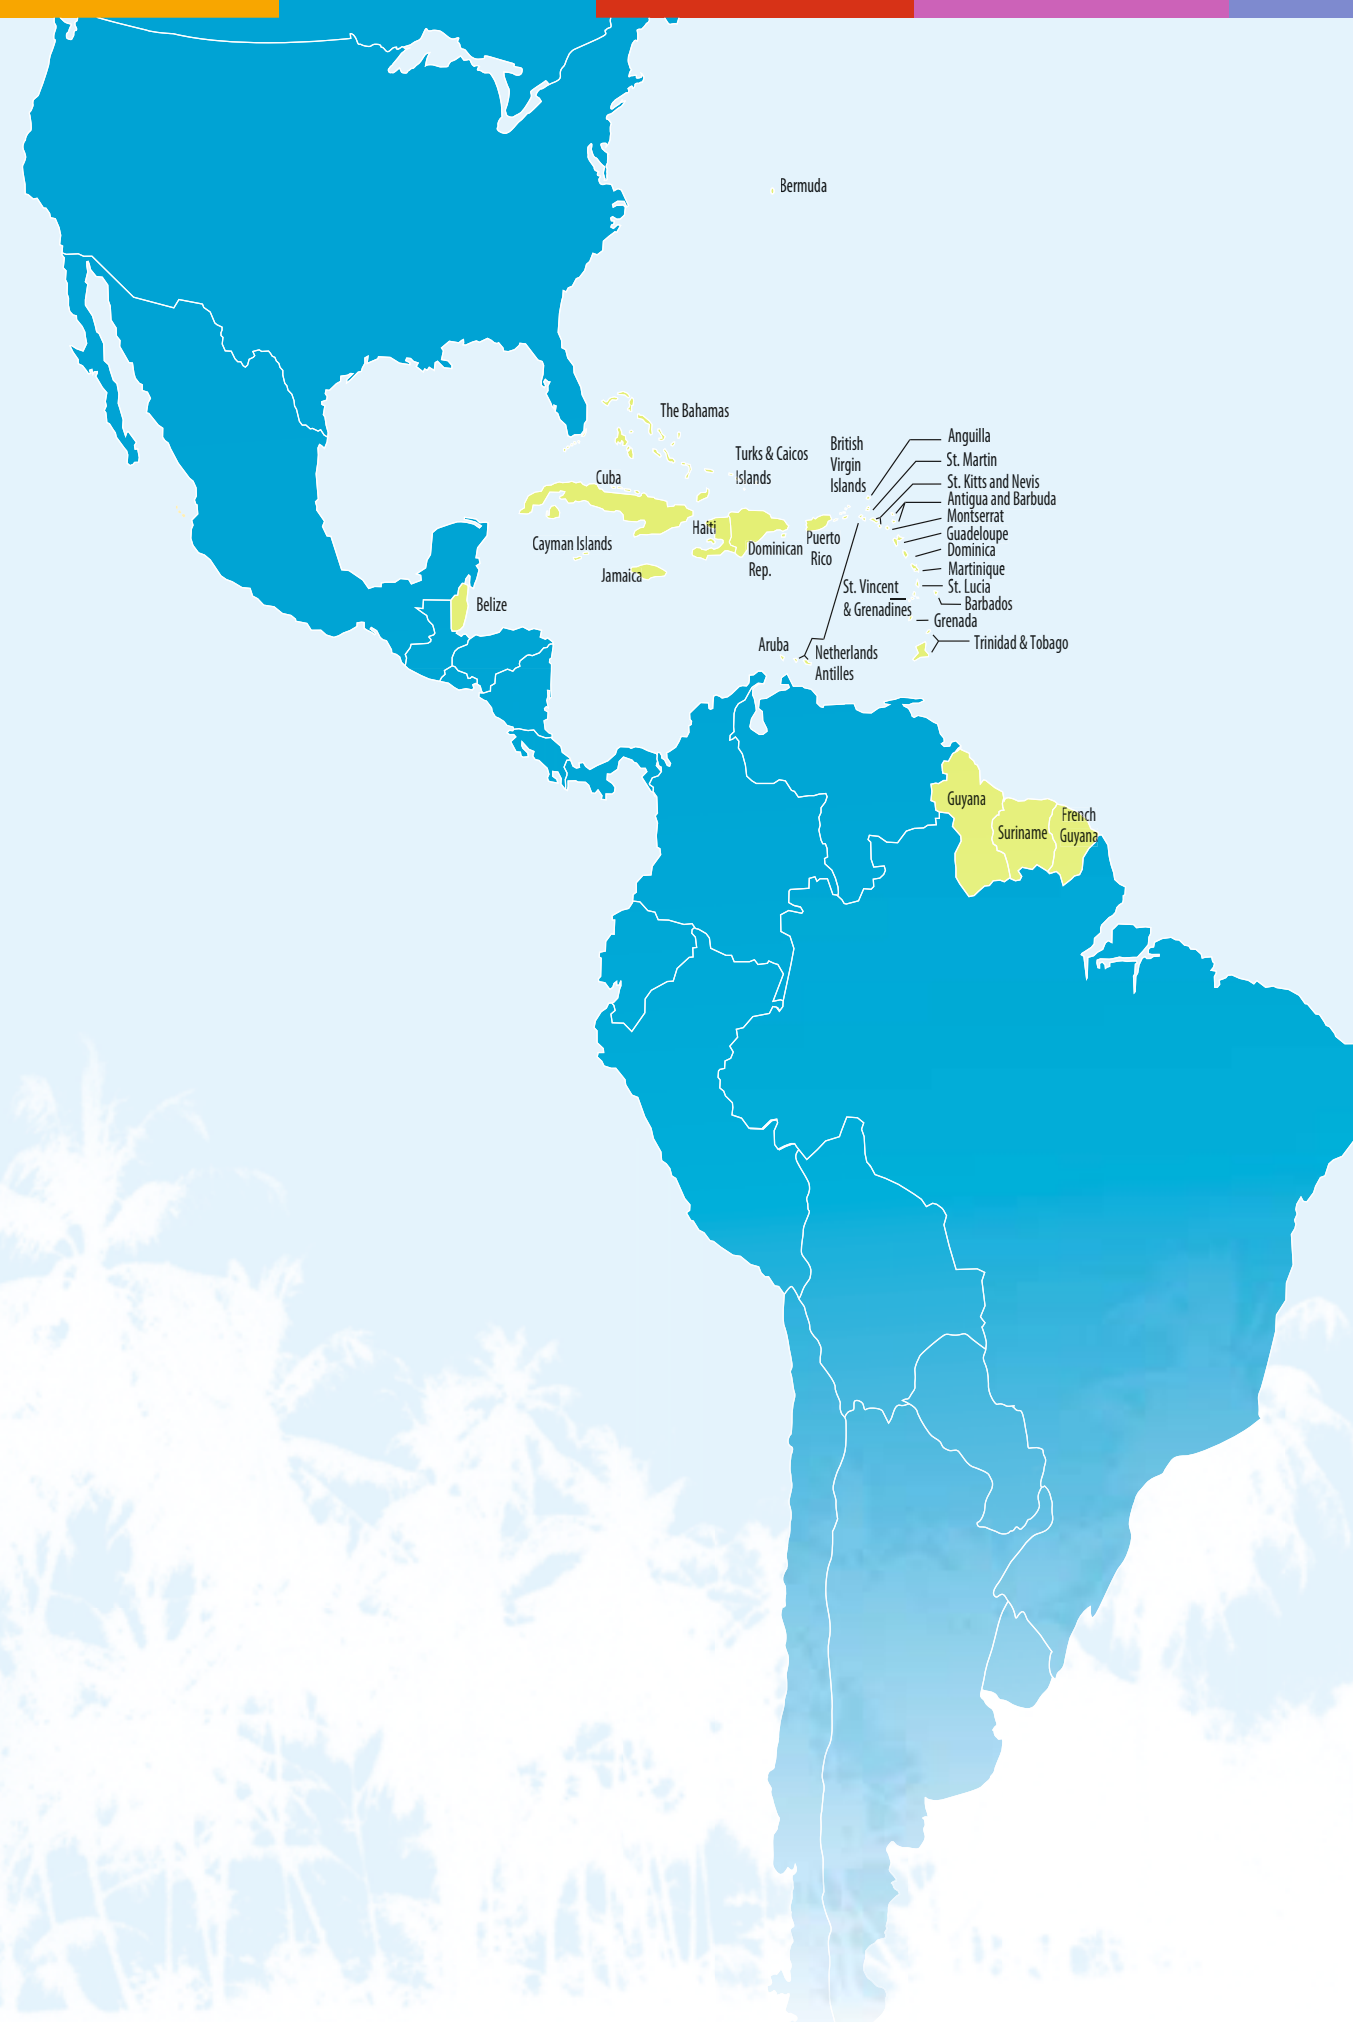 Bermuda
The Bahamas
Turks & Caicos
Islands
British
Virgin
Islands
Anguilla
St. Martin
St. Kitts and Nevis
Antigua and Barbuda
Montserrat
Guadeloupe
Dominica
Martinique
St. Lucia
Barbados
Grenada
Trinidad & Tobago
Cuba
Haiti
Dominican
Rep.
Puerto
Rico
Cayman Islands
Jamaica
Belize
St. Vincent
& Grenadines
Aruba
Netherlands
Antilles
Guyana
Suriname
French
Guyana